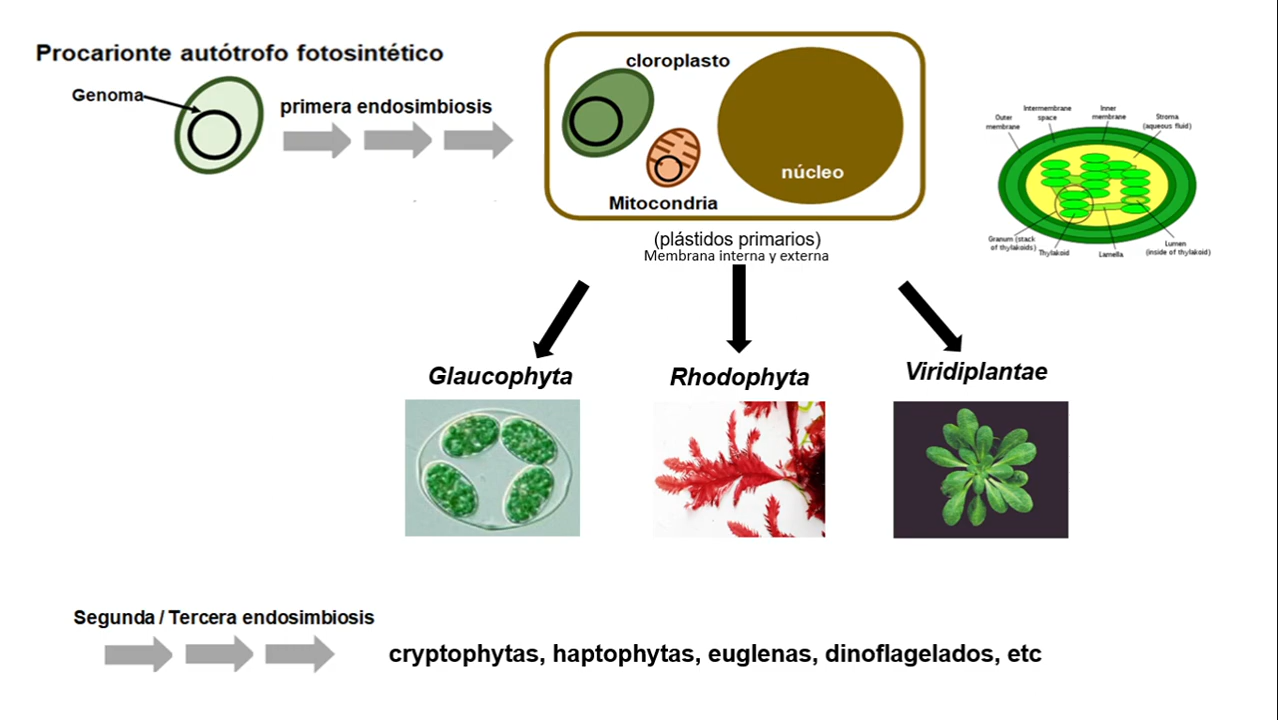 Procarionte autótrofo fotosintético
Genoma
primera endosimbiosis
cloroplasto
Mitocondria
núcleo
(plástidos primarios)
Membrana interna y externa
Outer
membrane
Intermembrane
space
Inner
membrane
Stroma
(aqueous fluid)
Granum (stack
of thylakoids)
Thylakoid
Lamella
Lumen
(inside of thylakoid)
Glaucophyta
Rhodophyta
Viridiplantae
Segunda / Tercera endosimbiosis
cryptophytas, haptophytas, euglenas, dinoflagelados, etc